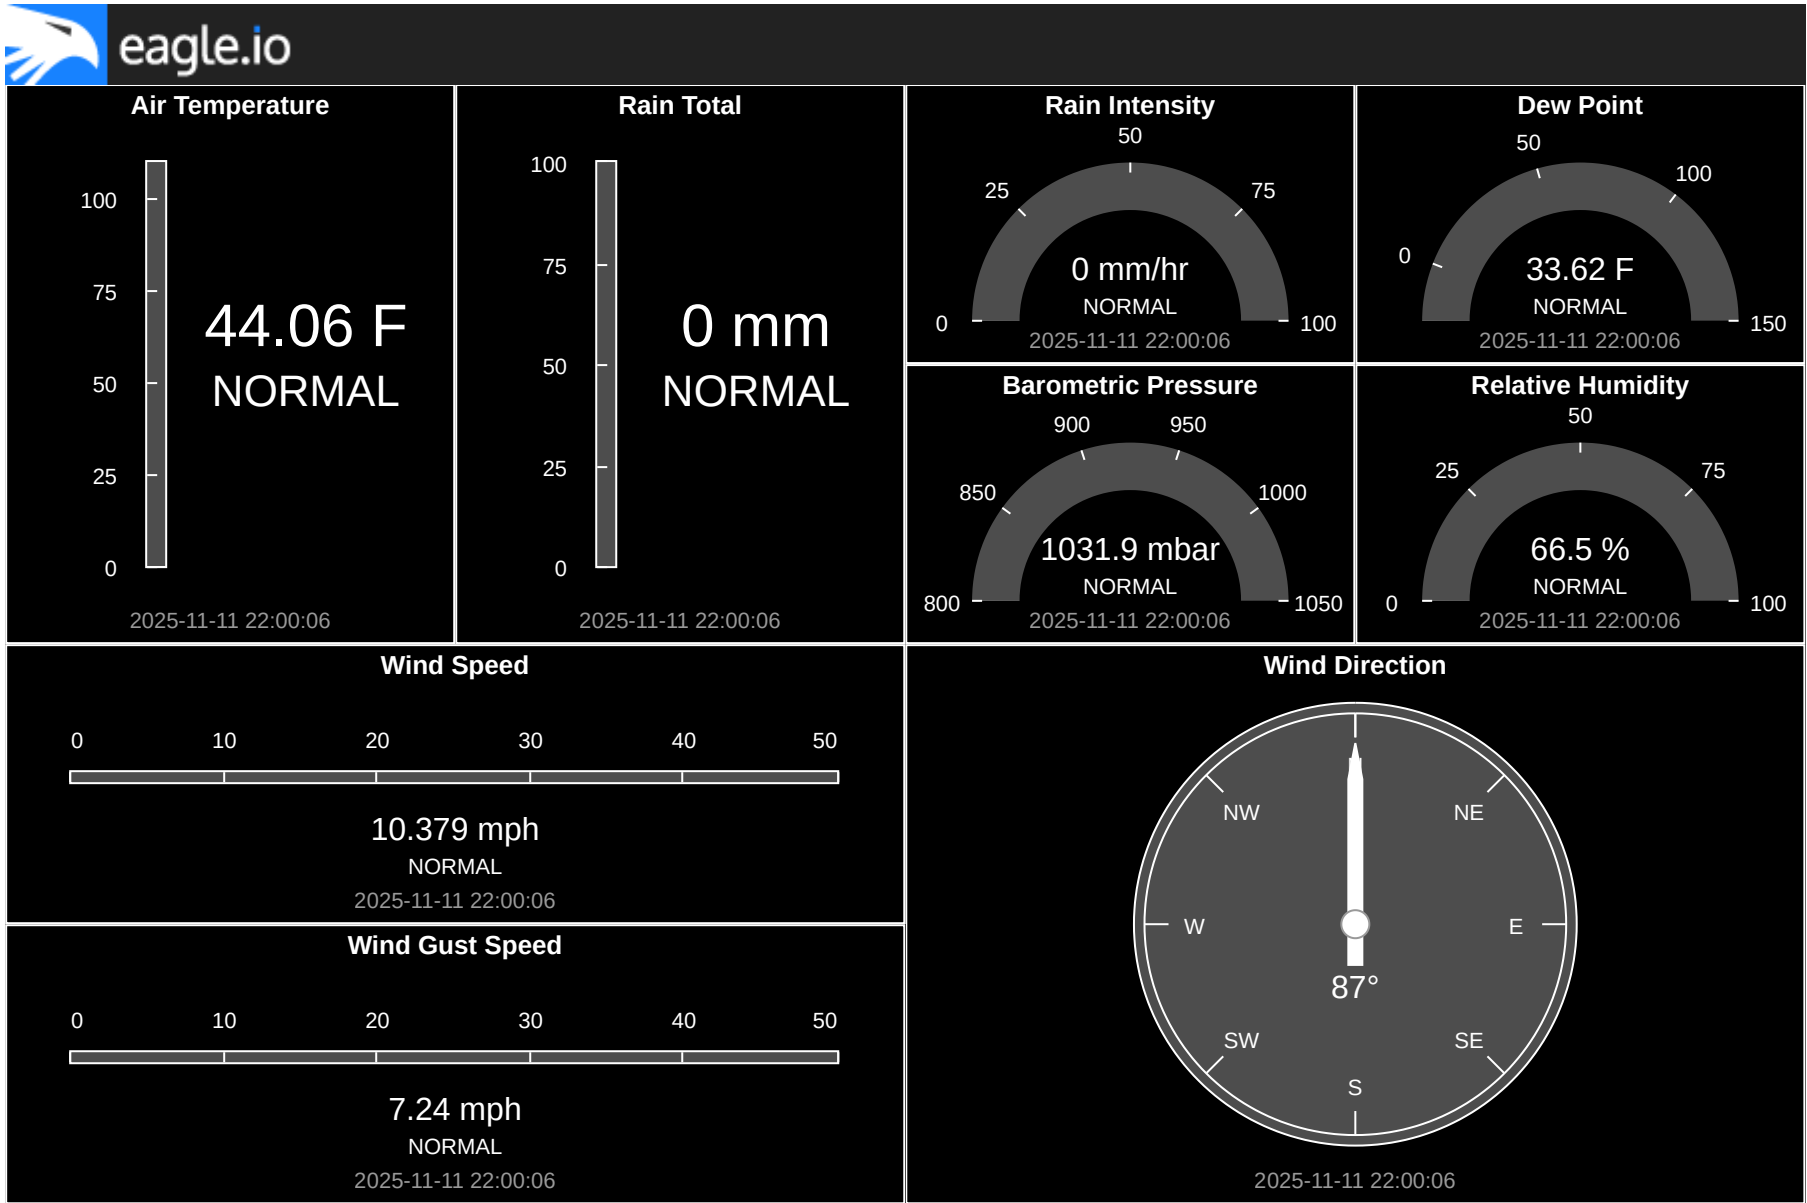 eagle.io
Air Temperature
100
75
50
25
0
44.06 F
NORMAL
2025-11-11 22:00:06
Rain Total
100
75
50
25
0
0 mm
NORMAL
2025-11-11 22:00:06
Rain Intensity
50
25
75
0
100
0 mm/hr
NORMAL
2025-11-11 22:00:06
Dew Point
50
100
0
150
33.62 F
NORMAL
2025-11-11 22:00:06
Barometric Pressure
900
950
850
1000
800
1050
1031.9 mbar
NORMAL
2025-11-11 22:00:06
Relative Humidity
50
25
75
0
100
66.5 %
NORMAL
2025-11-11 22:00:06
Wind Speed
0 10 20 30 40 50
10.379 mph
NORMAL
2025-11-11 22:00:06
Wind Gust Speed
0 10 20 30 40 50
7.24 mph
NORMAL
2025-11-11 22:00:06
Wind Direction
NW NE
W E
87°
SW SE
S
2025-11-11 22:00:06